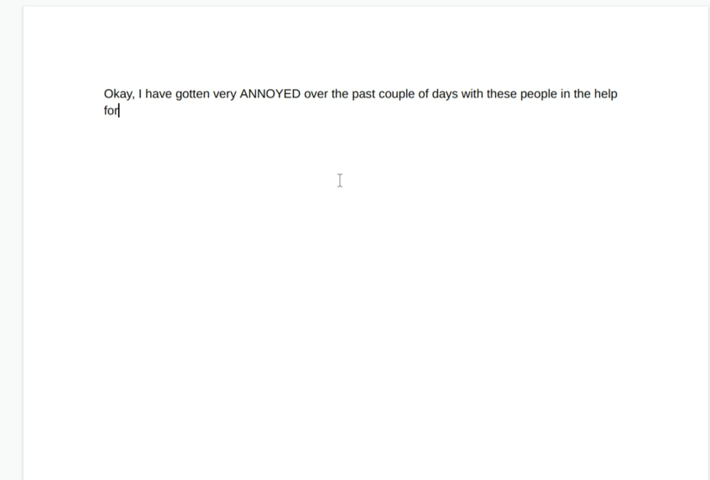 Okay, I have gotten very ANNOYED over the past couple of days with these people in the help
for